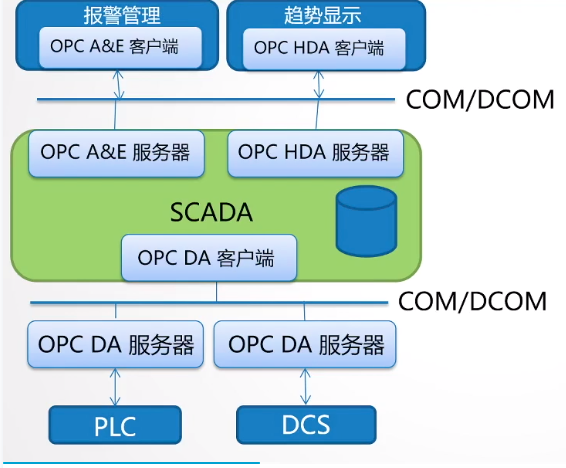 报警管理
趋势显示
OPC A&E 客户端
OPC HDA 客户端
COM/DCOM
OPC A&E 服务器
OPC HDA 服务器
SCADA
OPC DA 客户端
COM/DCOM
OPC DA 服务器
OPC DA 服务器
PLC
DCS